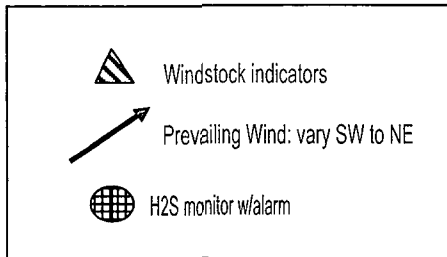 Windstock indicators
Prevailing Wind: vary SW to NE
H2S monitor w/alarm